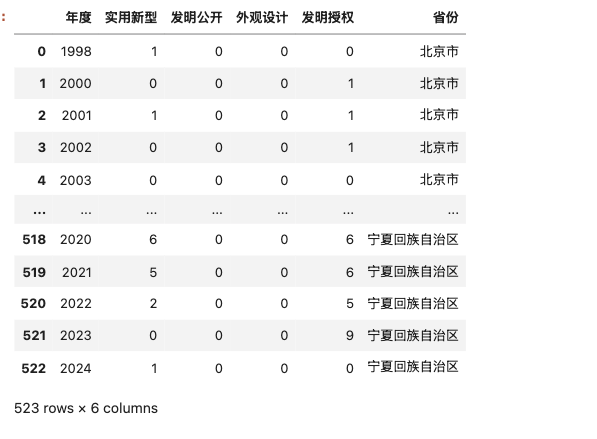 :
年度 实用新型 发明公开 外观设计 发明授权 省份
0 1998 1 0 0 0 北京市
1 2000 0 0 0 1 北京市
2 2001 1 0 0 1 北京市
3 2002 0 0 0 1 北京市
4 2003 0 0 0 0 北京市
... ... ... ... ... ... ...
518 2020 6 0 0 6 宁夏回族自治区
519 2021 5 0 0 6 宁夏回族自治区
520 2022 2 0 0 5 宁夏回族自治区
521 2023 0 0 0 9 宁夏回族自治区
522 2024 1 0 0 0 宁夏回族自治区
523 rows × 6 columns